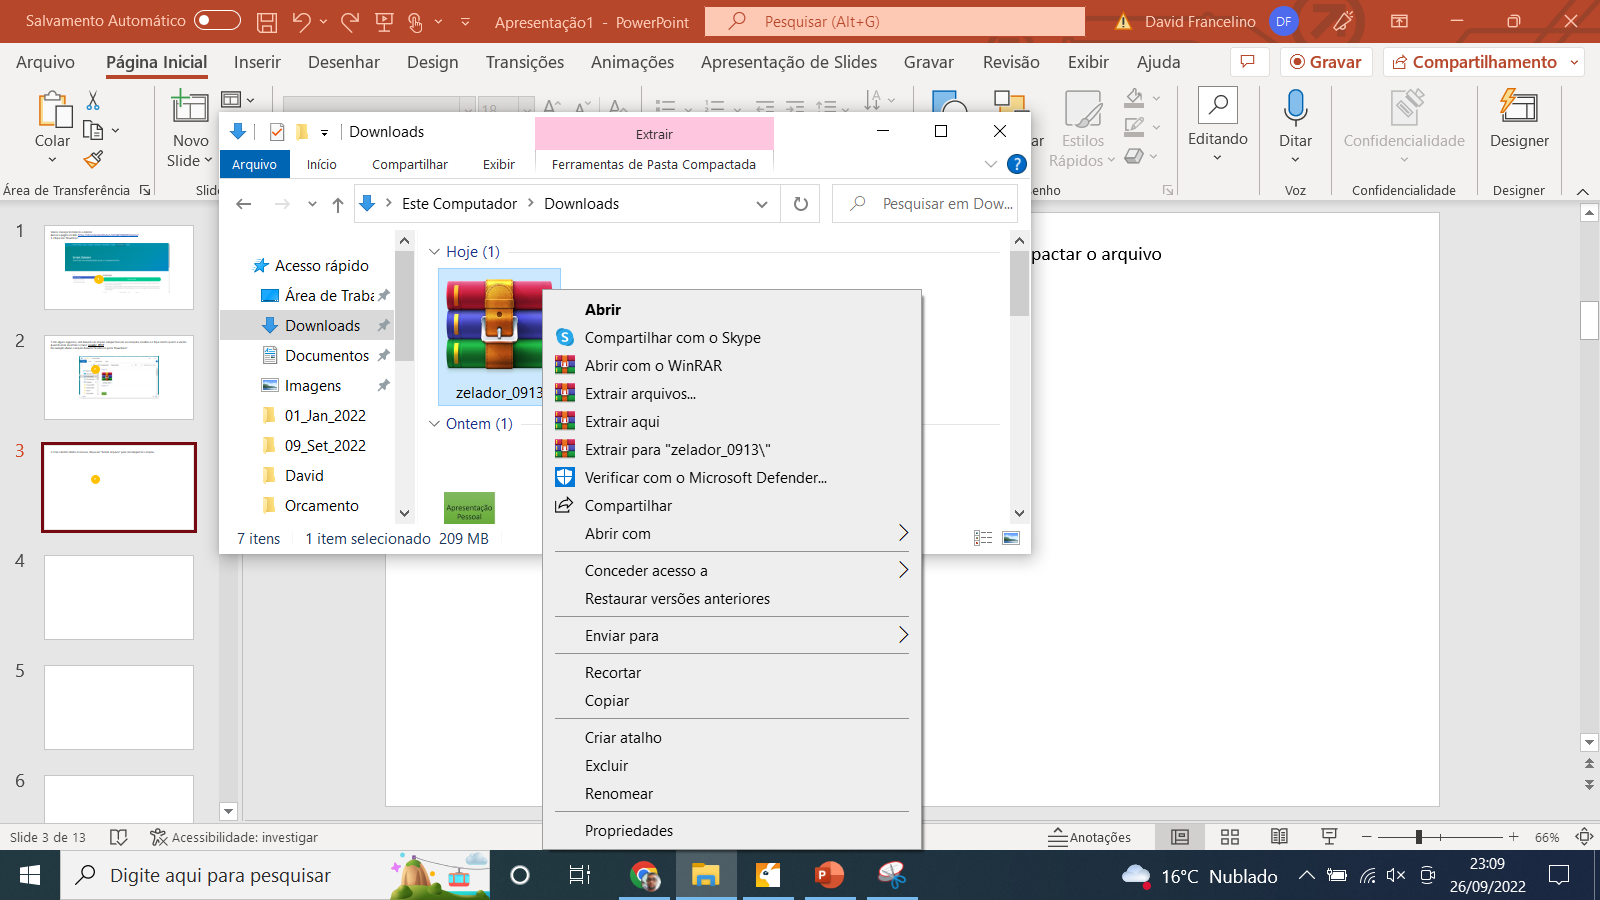 Salvamento Automático
Apresentação1 - PowerPoint
Pesquisar (Alt+G)
David Francelino
DF
Arquivo
Página Inicial
Inserir
Desenhar
Design
Transições
Animações
Apresentação de Slides
Gravar
Revisão
Exibir
Ajuda
Gravar
Compartilhamento
Colar
Novo
Slide
18
Estilos
Rápidos
Editando
Ditar
Confidencialidade
Designer
Área de Transferência
Slid
nho
Voz
Confidencialidade
Designer
Downloads
Extrair
Arquivo
Início
Compartilhar
Exibir
Ferramentas de Pasta Compactada
Este Computador
Downloads
Pesquisar em Dow...
Acesso rápido
Área de Traba
Downloads
Documentos
Imagens
01_Jan_2022
09_Set_2022
David
Orcamento
Hoje (1)
zelador_0913
Ontem (1)
Apresentação
Pessoal
7 itens
1 item selecionado 209 MB
Abrir
Compartilhar com o Skype
Abrir com o WinRAR
Extrair arquivos...
Extrair aqui
Extrair para "zelador_0913\"
Verificar com o Microsoft Defender...
Compartilhar
Abrir com
Conceder acesso a
Restaurar versões anteriores
Enviar para
Recortar
Copiar
Criar atalho
Excluir
Renomear
Propriedades
pactar o arquivo
1
2
3
4
5
6
Slide 3 de 13
Acessibilidade: investigar
Anotações
66%
Digite aqui para pesquisar
16°C Nublado
23:09
26/09/2022